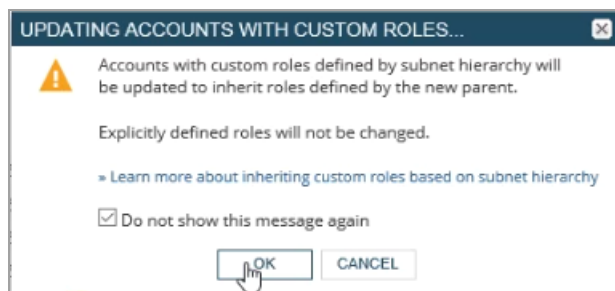 UPDATING ACCOUNTS WITH CUSTOM ROLES...
Accounts with custom roles defined by subnet hierarchy will
be updated to inherit roles defined by the new parent.
Explicitly defined roles will not be changed.
» Learn more about inheriting custom roles based on subnet hierarchy
Do not show this message again
OK CANCEL